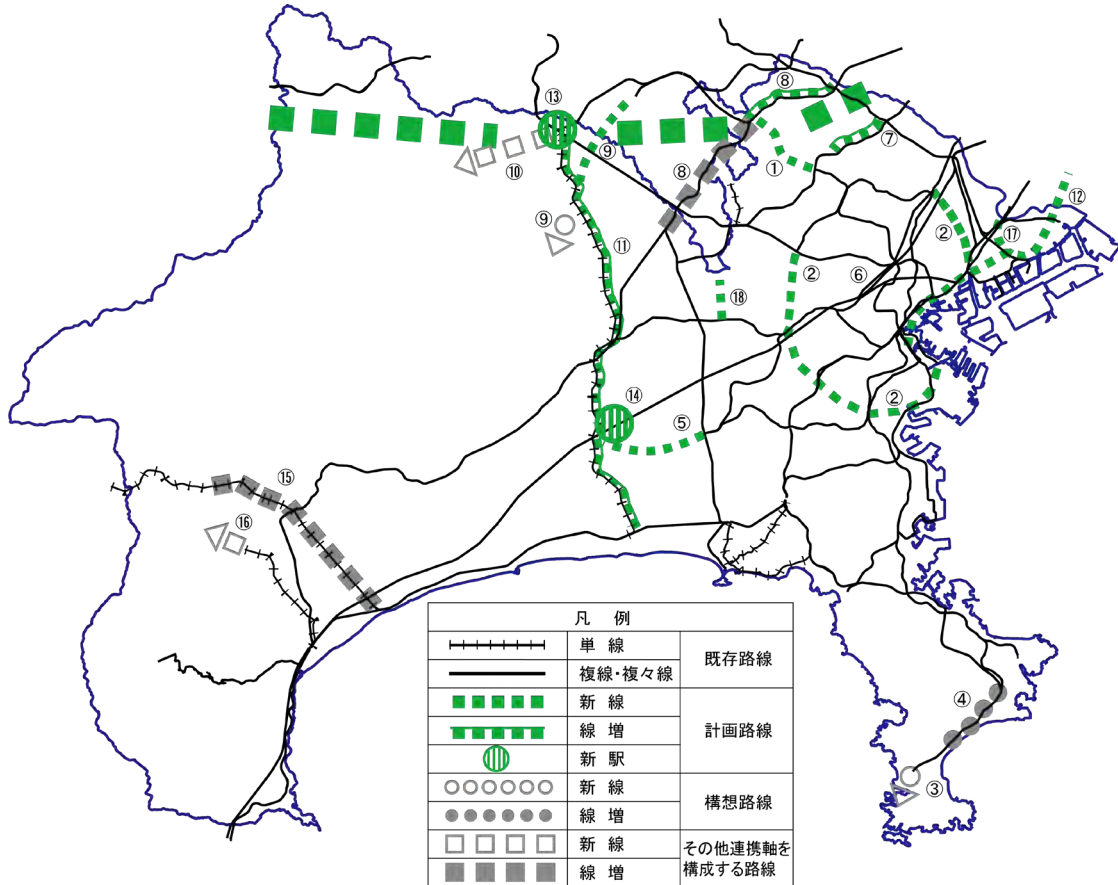 ⑬
⑧
⑦
⑨
⑩
⑧
①
⑫
⑨
⑪
②
⑰
②
⑥
⑱
⑭
②
⑤
⑮
⑯
④
③
凡 例
単 線
既存路線
複線・複々線
新 線
計画路線
線 増
新 駅
新 線
構想路線
線 増
新 線
その他連携軸を
構成する路線
線 増